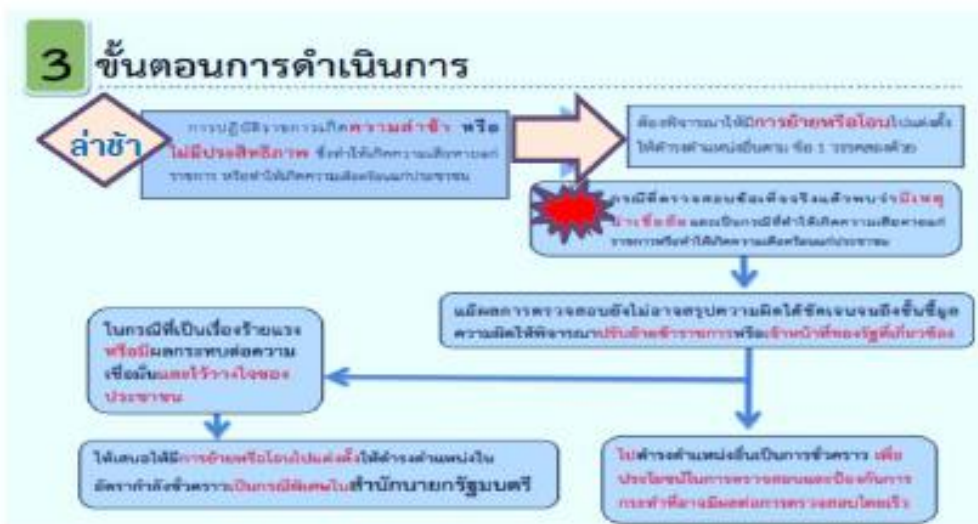 3 ขั้นตอนการดำเนินการ
ล่าช้า
การปฏิบัติราชการเกิดความล่าช้า หรือ
ไม่มีประสิทธิภาพ ซึ่งทำให้เกิดความเสียหายแก่
ราชการ หรือทำให้เกิดความเดือดร้อนแก่ประชาชน
ต้องพิจารณาให้มีการย้ายหรือโอนไปแต่งตั้ง
ให้ดำรงตำแหน่งอื่นตาม ข้อ 1 วรรคสองด้วย
กรณีที่ตรวจสอบข้อเท็จจริงแล้วพบว่ามีเหตุ
น่าเชื่อถือ และเป็นกรณีที่ทำให้เกิดความเสียหายแก่
ราชการหรือทำให้เกิดความเดือดร้อนแก่ประชาชน
แม้ผลการตรวจสอบยังไม่อาจสรุปความผิดได้ชัดเจนจนถึงชั้นชี้มูล
ความผิดให้พิจารณาปรับย้ายข้าราชการหรือเจ้าหน้าที่ของรัฐที่เกี่ยวข้อง
ในกรณีที่เป็นเรื่องร้ายแรง
หรือมีผลกระทบต่อความ
เชื่อมั่นและไว้วางใจของ
ประชาชน
ให้เสนอให้มีการย้ายหรือโอนไปแต่งตั้งให้ดำรงตำแหน่งใน
อัตรากำลังชั่วคราวเป็นกรณีพิเศษในสำนักนายกรัฐมนตรี
ไปดำรงตำแหน่งอื่นเป็นการชั่วคราว เพื่อ
ประโยชน์ในการตรวจสอบและป้องกันการ
กระทำที่อาจมีผลต่อการตรวจสอบโดยเร็ว